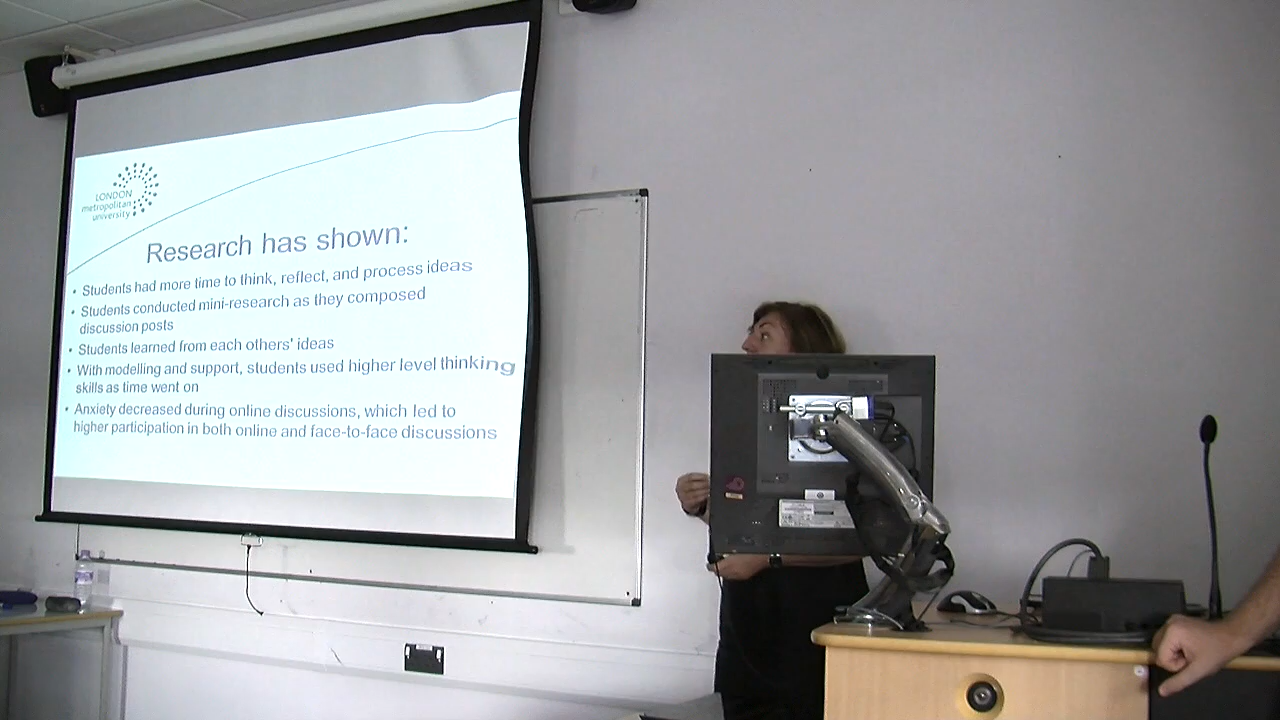 LONDON
metropolitan
university
Research has shown:
• Students had more time to think, reflect, and process ideas
• Students conducted mini-research as they composed
discussion posts
• Students learned from each others' ideas
• With modelling and support, students used higher level thinking
skills as time went on
• Anxiety decreased during online discussions, which led to
higher participation in both online and face-to-face discussions